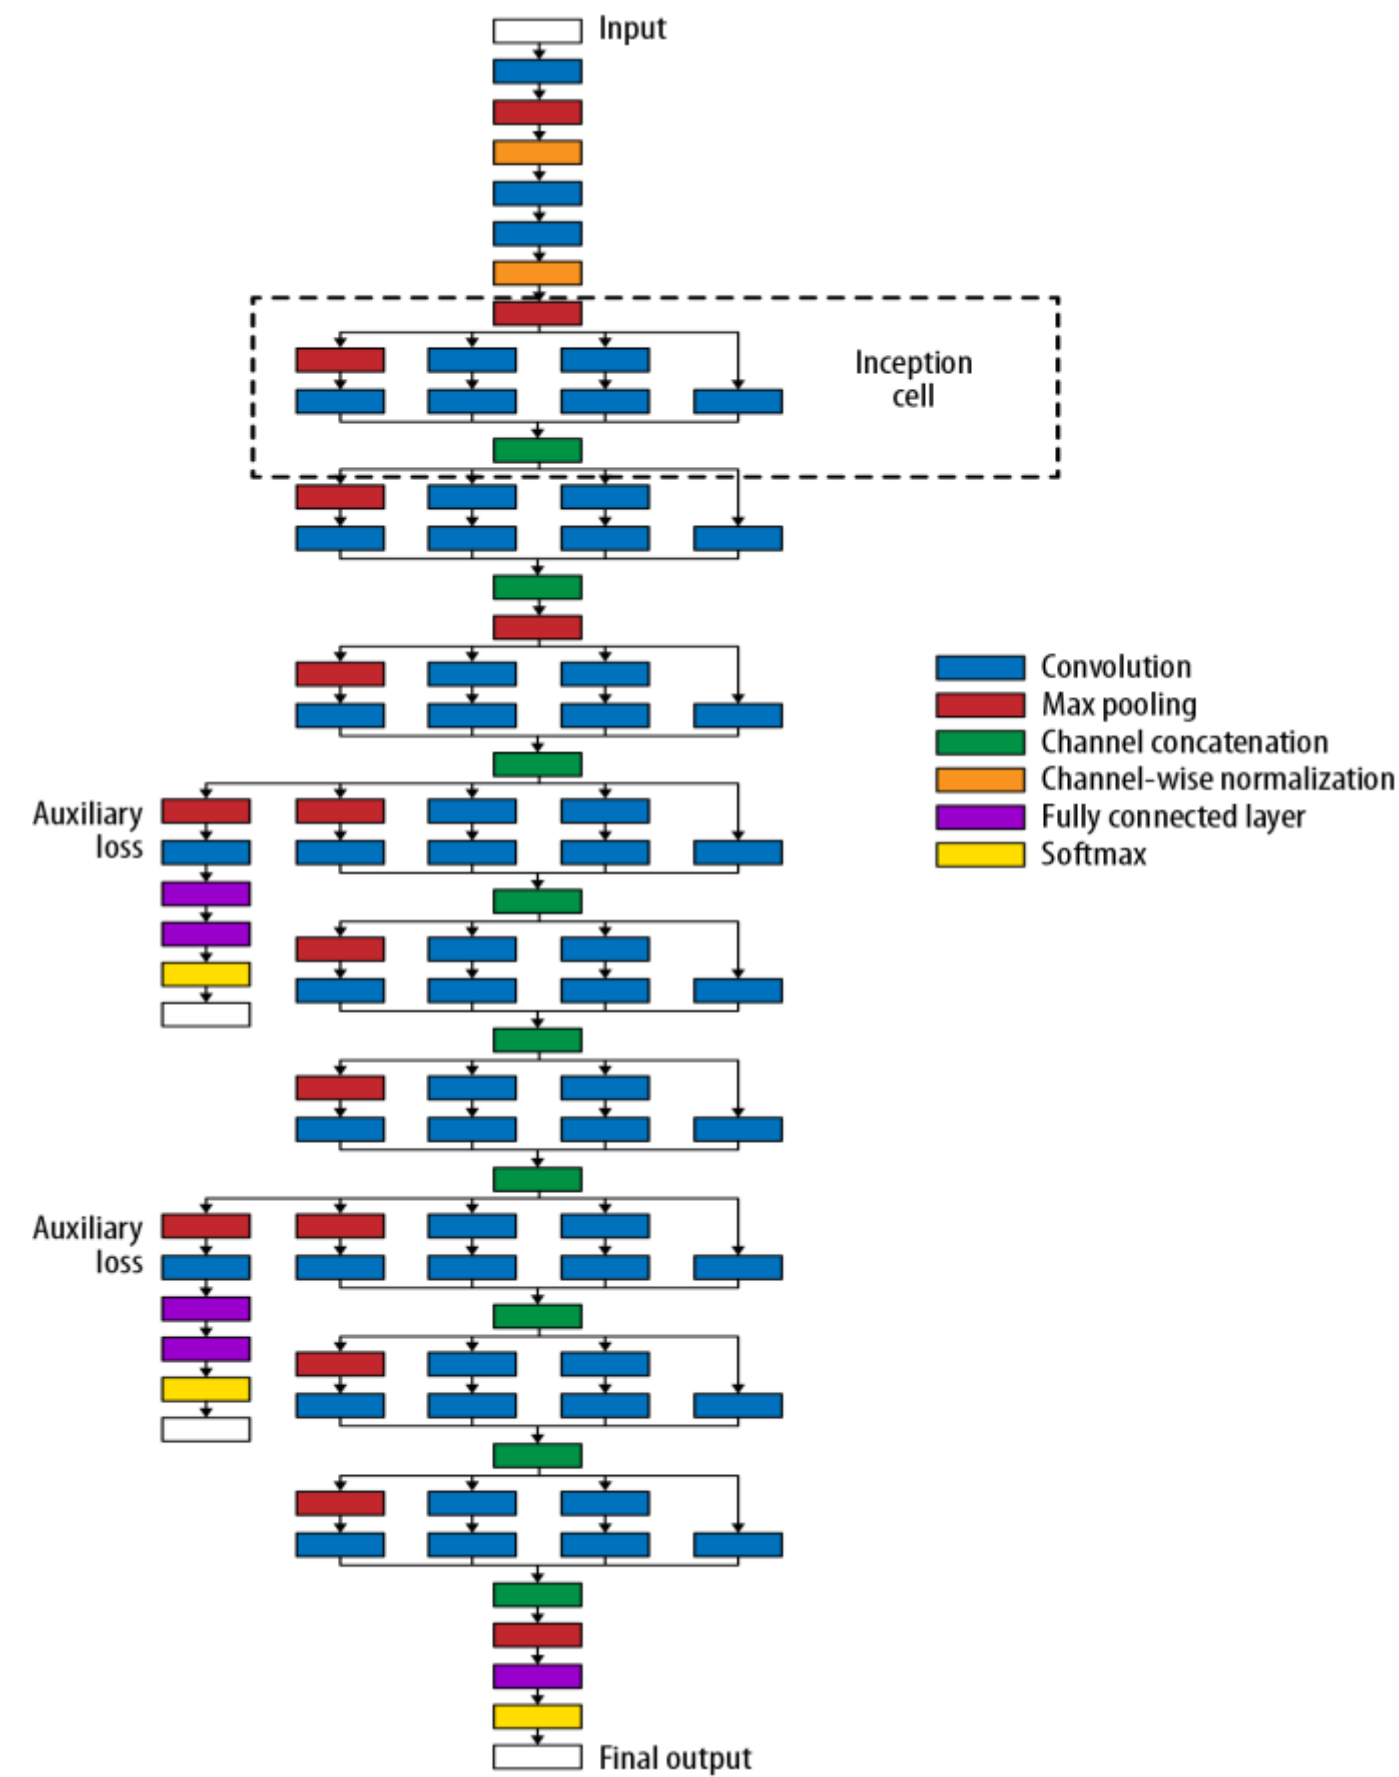 Input
Inception
cell
Convolution
Max pooling
Channel concatenation
Channel-wise normalization
Fully connected layer
Softmax
Auxiliary
loss
Auxiliary
loss
Final output